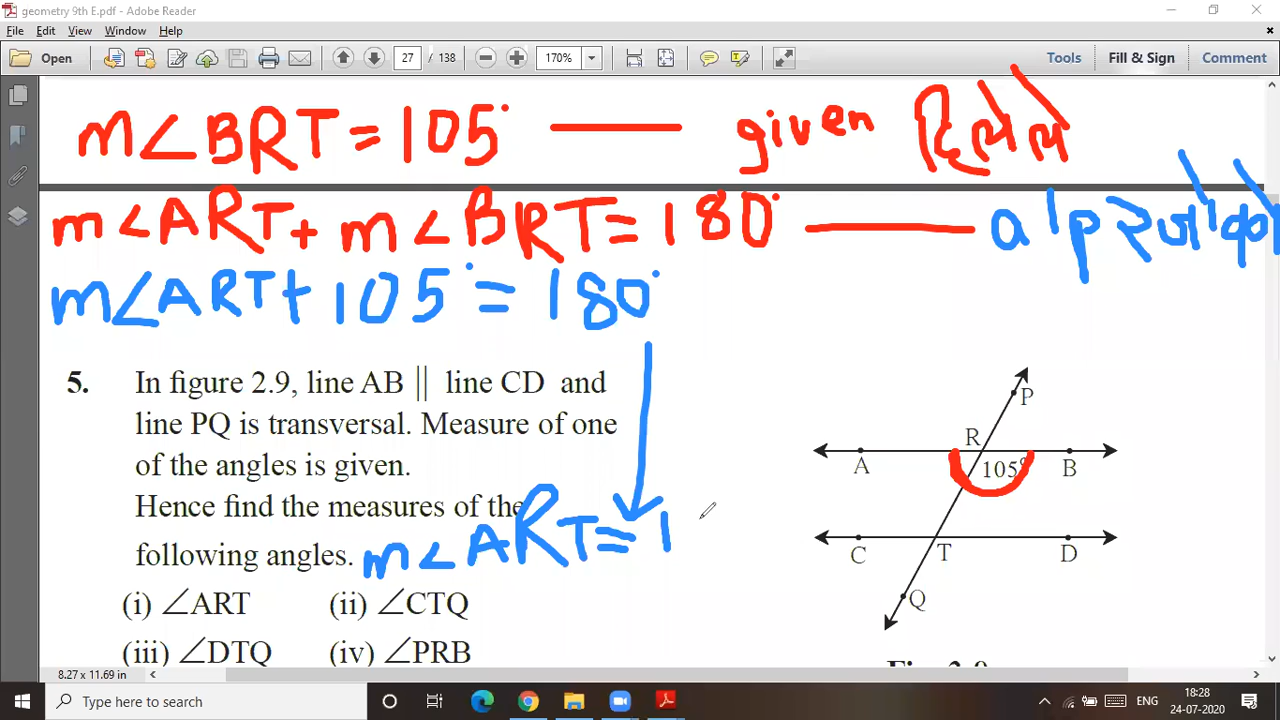 geometry 9th E.pdf - Adobe Reader
File Edit View Window Help
Open 27 / 138 170% Tools Fill & Sign Comment
m∠BRT = 105° — given
m∠ART + m∠BRT = 180° —
m∠ART + 105° = 180°
5. In figure 2.9, line AB || line CD and
line PQ is transversal. Measure of one
of the angles is given.
Hence find the measures of the
following angles.
m∠ART = 1
(i) ∠ART (ii) ∠CTQ
(iii) ∠DTQ (iv) ∠PRB
P
R
A 105° B
C T D
Q
8.27 x 11.69 in
Type here to search
ENG 18:28
24-07-2020